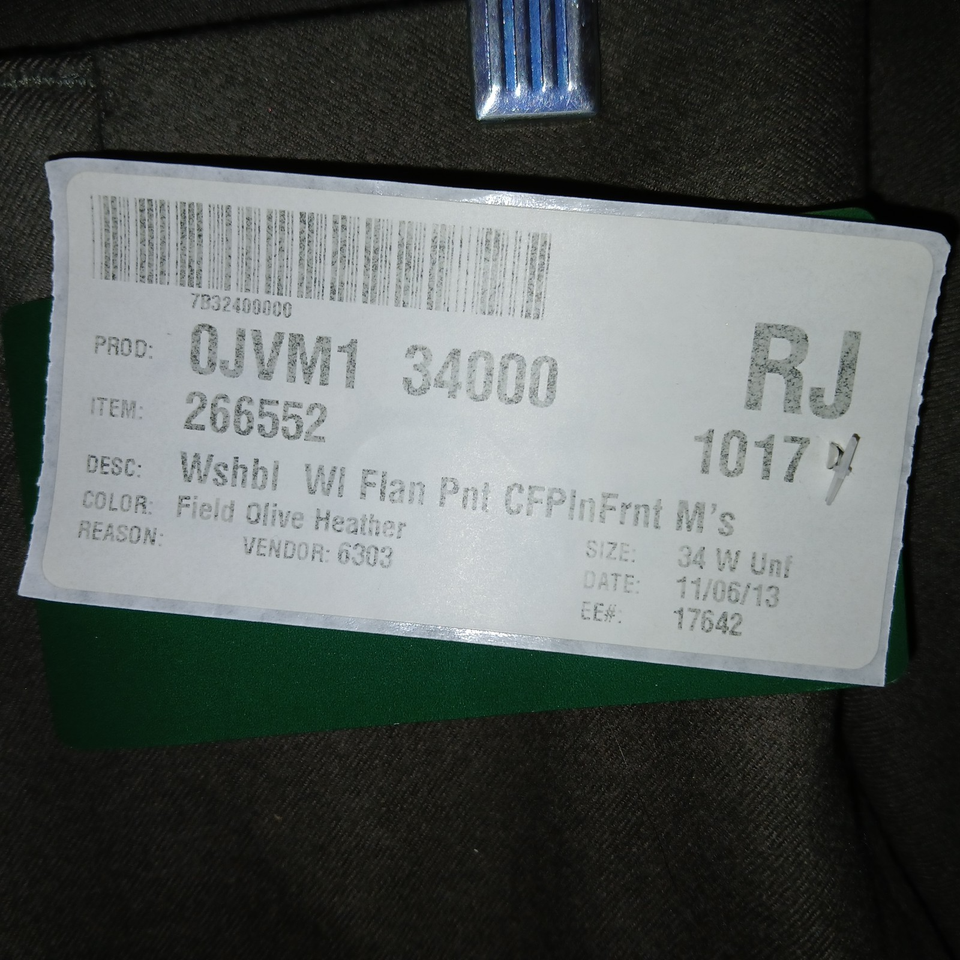 7B32400000
PROD: 0JVM1 34000
RJ
ITEM: 266552
1017
DESC: Wshbl Wl Flan Pnt CFPlnFrnt M's
COLOR: Field Olive Heather
SIZE: 34 W Unf
REASON: VENDOR: 6303
DATE: 11/06/13
EE#: 17642